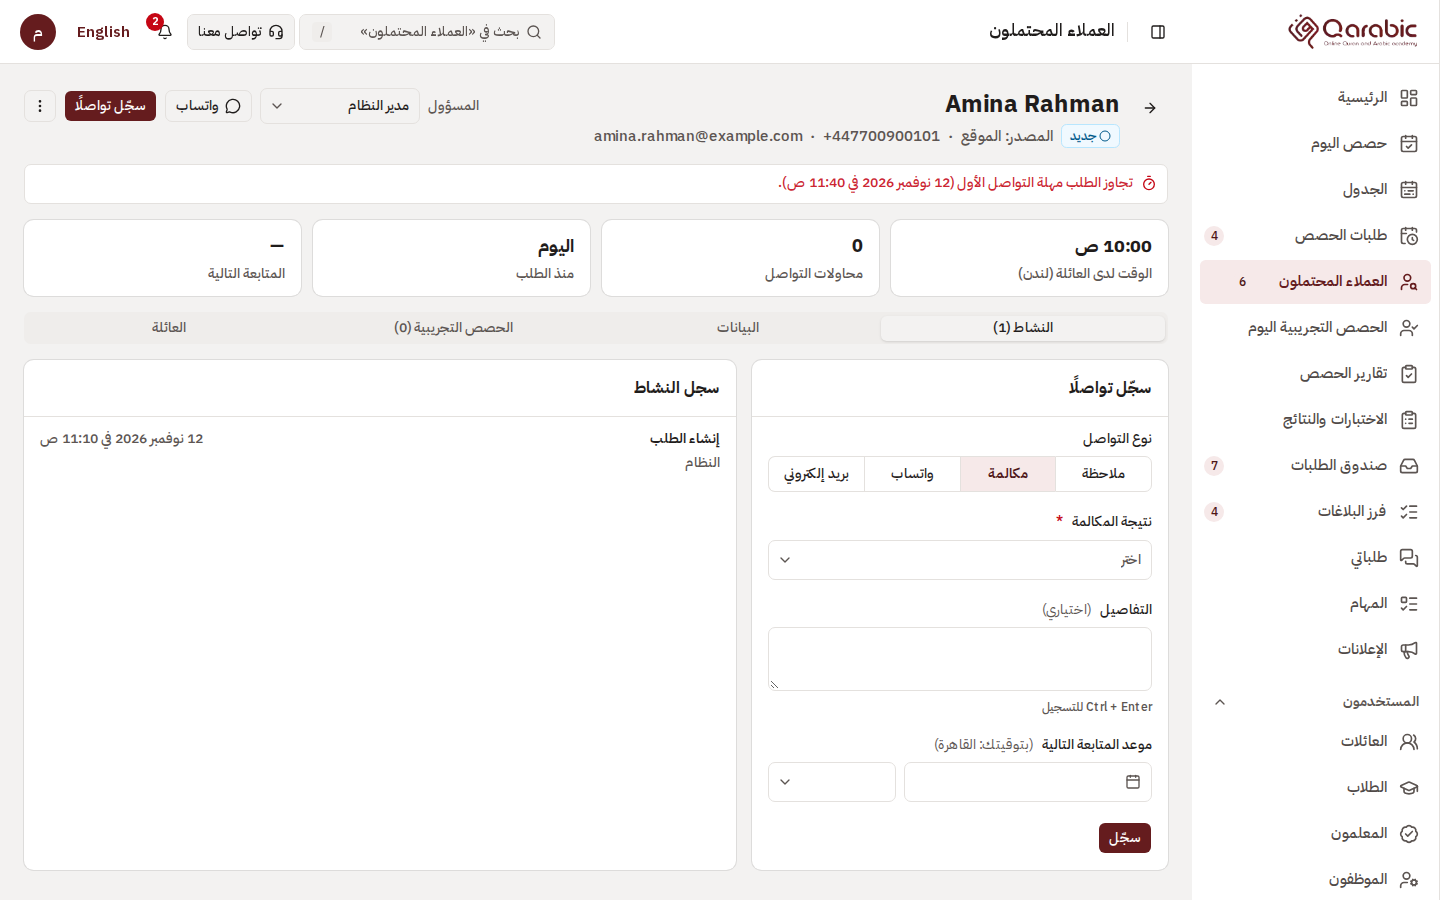 Qarabic
Online Quran and Arabic academy
العملاء المحتملون
بحث في «العملاء المحتملون»
/
تواصل معنا
2
English
م
الرئيسية
حصص اليوم
الجدول
طلبات الحصص
4
العملاء المحتملون
6
الحصص التجريبية اليوم
تقارير الحصص
الاختبارات والنتائج
صندوق الطلبات
7
فرز البلاغات
4
طلباتي
المهام
الإعلانات
المستخدمون
العائلات
الطلاب
المعلمون
الموظفون
Amina Rahman
جديد
المصدر: الموقع · +447700900101 · amina.rahman@example.com
المسؤول
مدير النظام
واتساب
سجّل تواصلًا
تجاوز الطلب مهلة التواصل الأول (12 نوفمبر 2026 في 11:40 ص).
10:00 ص
الوقت لدى العائلة (لندن)
0
محاولات التواصل
اليوم
منذ الطلب
—
المتابعة التالية
النشاط (1)
البيانات
الحصص التجريبية (0)
العائلة
سجّل تواصلًا
نوع التواصل
ملاحظة
مكالمة
واتساب
بريد إلكتروني
نتيجة المكالمة *
اختر
التفاصيل (اختياري)
Ctrl + Enter للتسجيل
موعد المتابعة التالية (بتوقيتك: القاهرة)
سجّل
سجل النشاط
إنشاء الطلب
12 نوفمبر 2026 في 11:10 ص
النظام